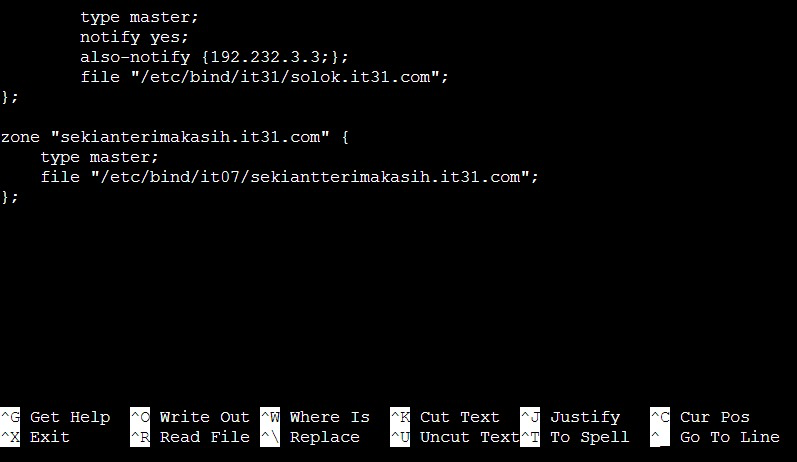 type master;
notify yes;
also-notify {192.232.3.3;};
file "/etc/bind/it31/solok.it31.com";
};
zone "sekianterimakasih.it31.com" {
type master;
file "/etc/bind/it07/sekiantterimakasih.it31.com";
};
^G Get Help ^O Write Out ^W Where Is ^K Cut Text ^J Justify ^C Cur Pos
^X Exit ^R Read File ^\ Replace ^U Uncut Text ^T To Spell ^_ Go To Line